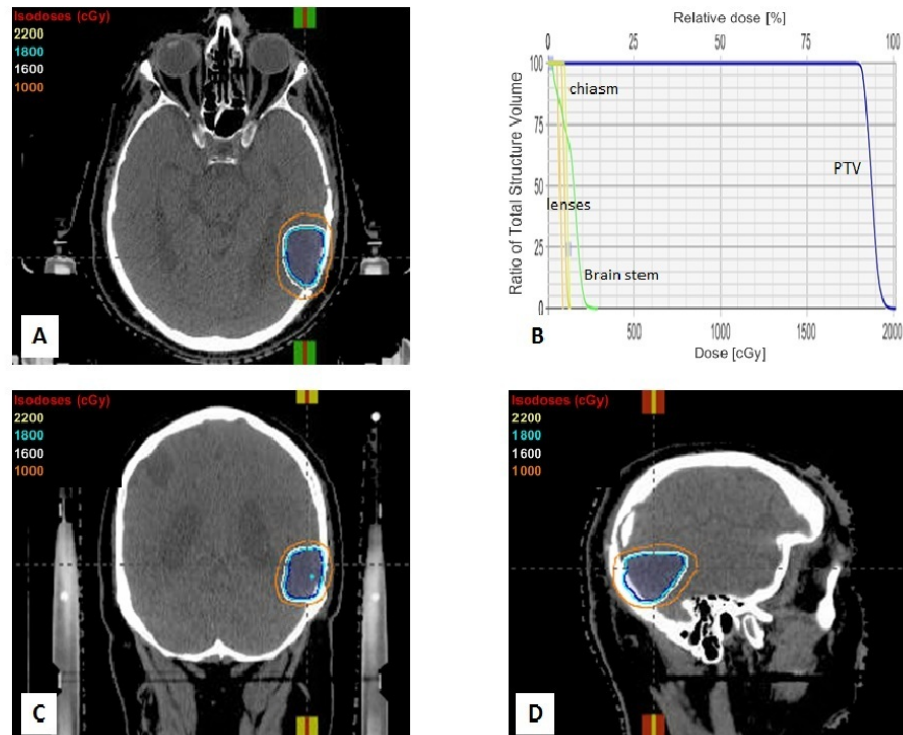 Isodoses (cGy)
2200
1800
1600
1000
A
Relative dose [%]
0 25 50 75 100
Ratio of Total Structure Volume
100
75
50
25
0
chiasm
PTV
lenses
Brain stem
500 1000 1500 2000
B
Dose [cGy]
Isodoses (cGy)
2200
1800
1600
1000
C
Isodoses (cGy)
2200
1800
1600
1000
D